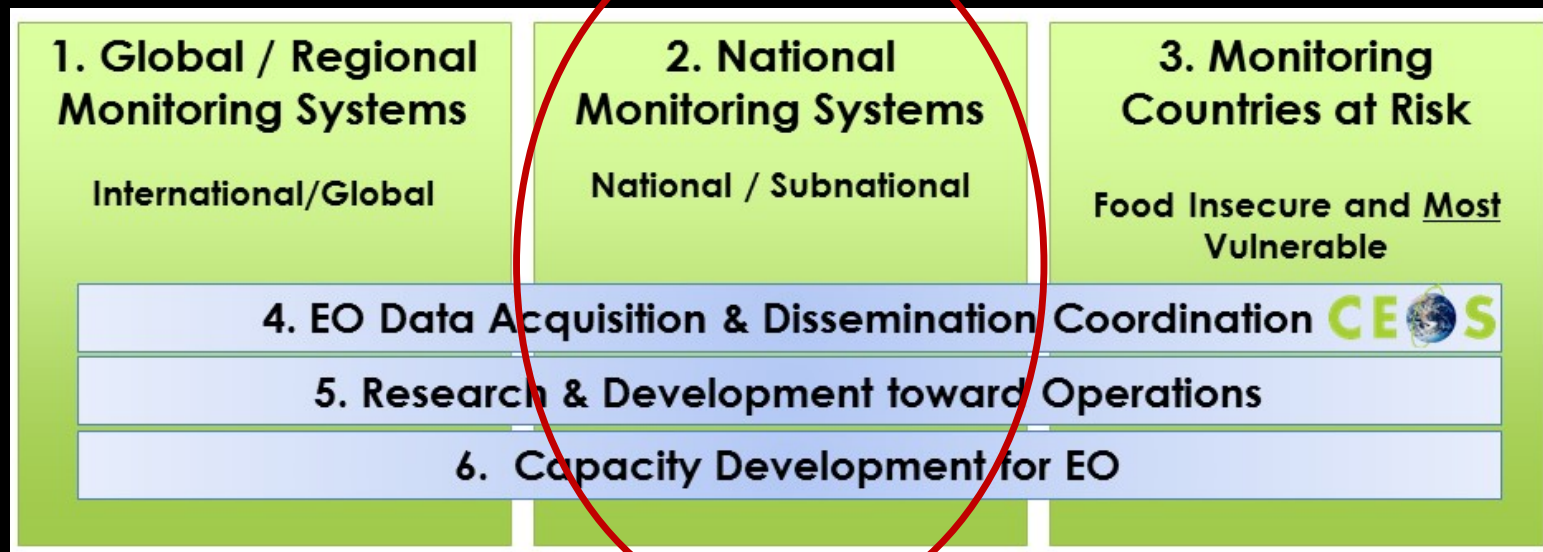 1. Global / Regional
Monitoring Systems
International/Global
2. National
Monitoring Systems
National / Subnational
3. Monitoring
Countries at Risk
Food Insecure and Most
Vulnerable
4. EO Data Acquisition & Dissemination Coordination CEOS
5. Research & Development toward Operations
6. Capacity Development for EO